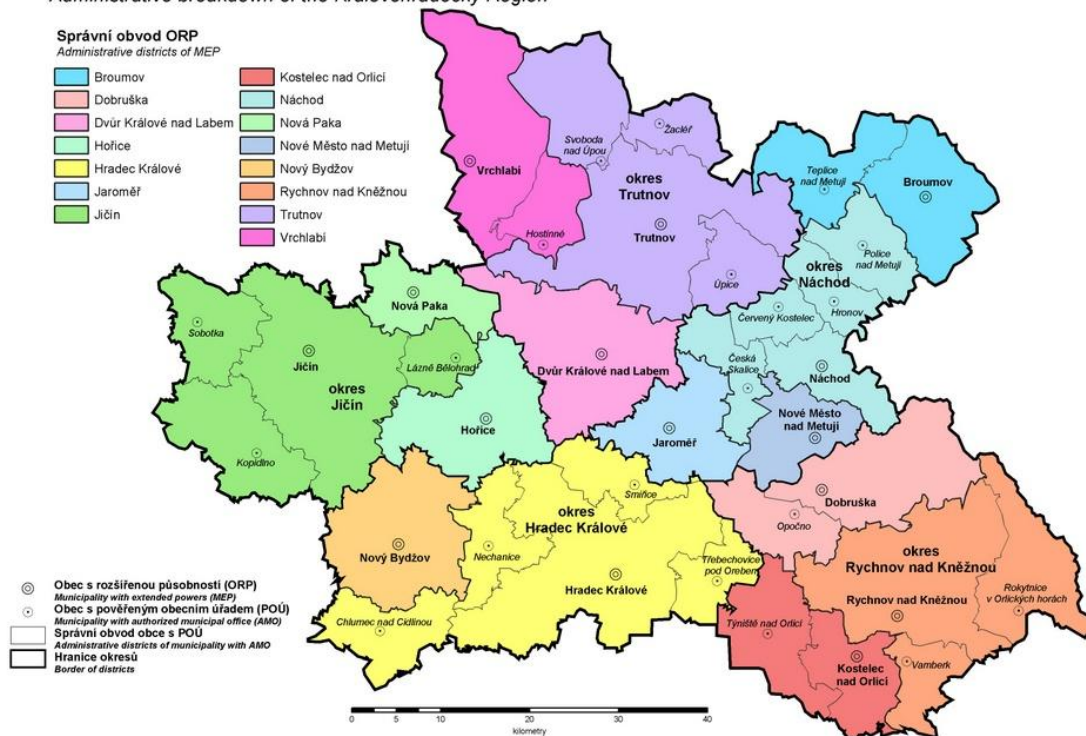 Administrative breakdown of the Královéhradecký Region
Správní obvod ORP
Administrative districts of MEP
Broumov
Dobruška
Dvůr Králové nad Labem
Hořice
Hradec Králové
Jaroměř
Jičín
Kostelec nad Orlicí
Náchod
Nová Paka
Nové Město nad Metují
Nový Bydžov
Rychnov nad Kněžnou
Trutnov
Vrchlabí
Vrchlabí
Hostinné
Svoboda
nad Úpou
Žacléř
okres
Trutnov
Trutnov
Úpice
Teplice
nad Metují
Broumov
Police
nad Metují
okres
Náchod
Hronov
Červený Kostelec
Česká
Skalice
Náchod
Nové Město
nad Metují
Nová Paka
Sobotka
Jičín
Lázně Bělohrad
okres
Jičín
Kopidlno
Hořice
Dvůr Králové nad Labem
Jaroměř
Smiřice
okres
Hradec Králové
Nechanice
Nový Bydžov
Hradec Králové
Třebechovice
pod Orebem
Chlumec nad Cidlinou
Dobruška
Opočno
okres
Rychnov nad Kněžnou
Rychnov nad Kněžnou
Rokytnice
v Orlických horách
Týniště nad Orlicí
Kostelec
nad Orlicí
Vamberk
Obec s rozšířenou působností (ORP)
Municipality with extended powers (MEP)
Obec s pověřeným obecním úřadem (POÚ)
Municipality with authorized municipal office (AMO)
Správní obvod obce s POÚ
Administrative districts of municipality with AMO
Hranice okresů
Border of districts
0 5 10 20 30 40
kilometry